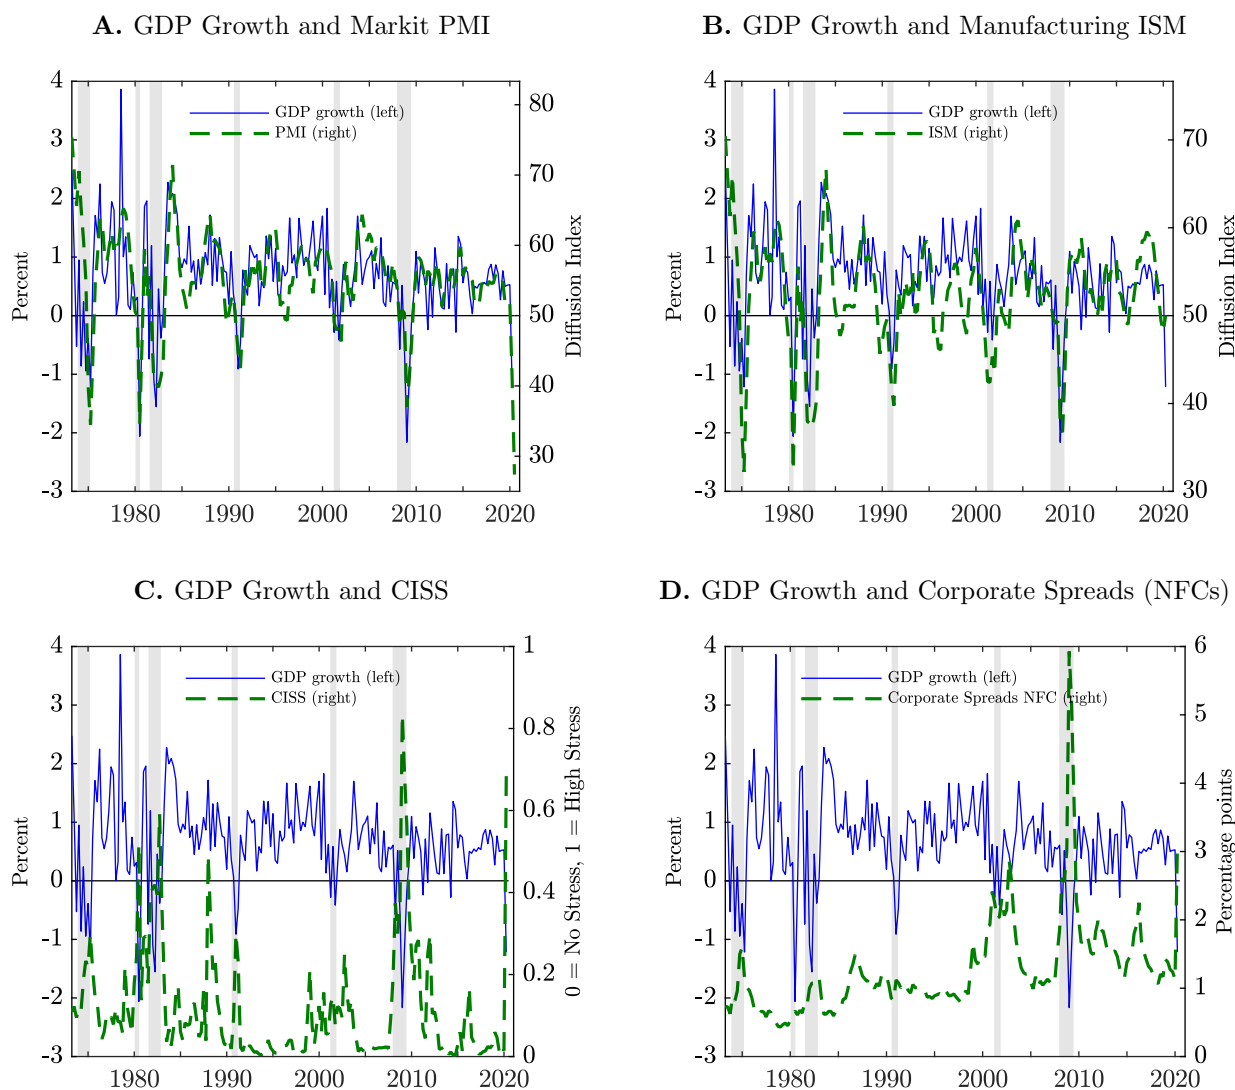 A. GDP Growth and Markit PMI
GDP growth (left)
PMI (right)
Percent
4
3
2
1
0
-1
-2
-3
80
70
60
50
40
30
Diffusion Index
1980 1990 2000 2010 2020
B. GDP Growth and Manufacturing ISM
GDP growth (left)
ISM (right)
Percent
4
3
2
1
0
-1
-2
-3
70
60
50
40
30
Diffusion Index
1980 1990 2000 2010 2020
C. GDP Growth and CISS
GDP growth (left)
CISS (right)
Percent
4
3
2
1
0
-1
-2
-3
1
0.8
0.6
0.4
0.2
0
0 = No Stress, 1 = High Stress
1980 1990 2000 2010 2020
D. GDP Growth and Corporate Spreads (NFCs)
GDP growth (left)
Corporate Spreads NFC (right)
Percent
4
3
2
1
0
-1
-2
-3
6
5
4
3
2
1
0
Percentage points
1980 1990 2000 2010 2020